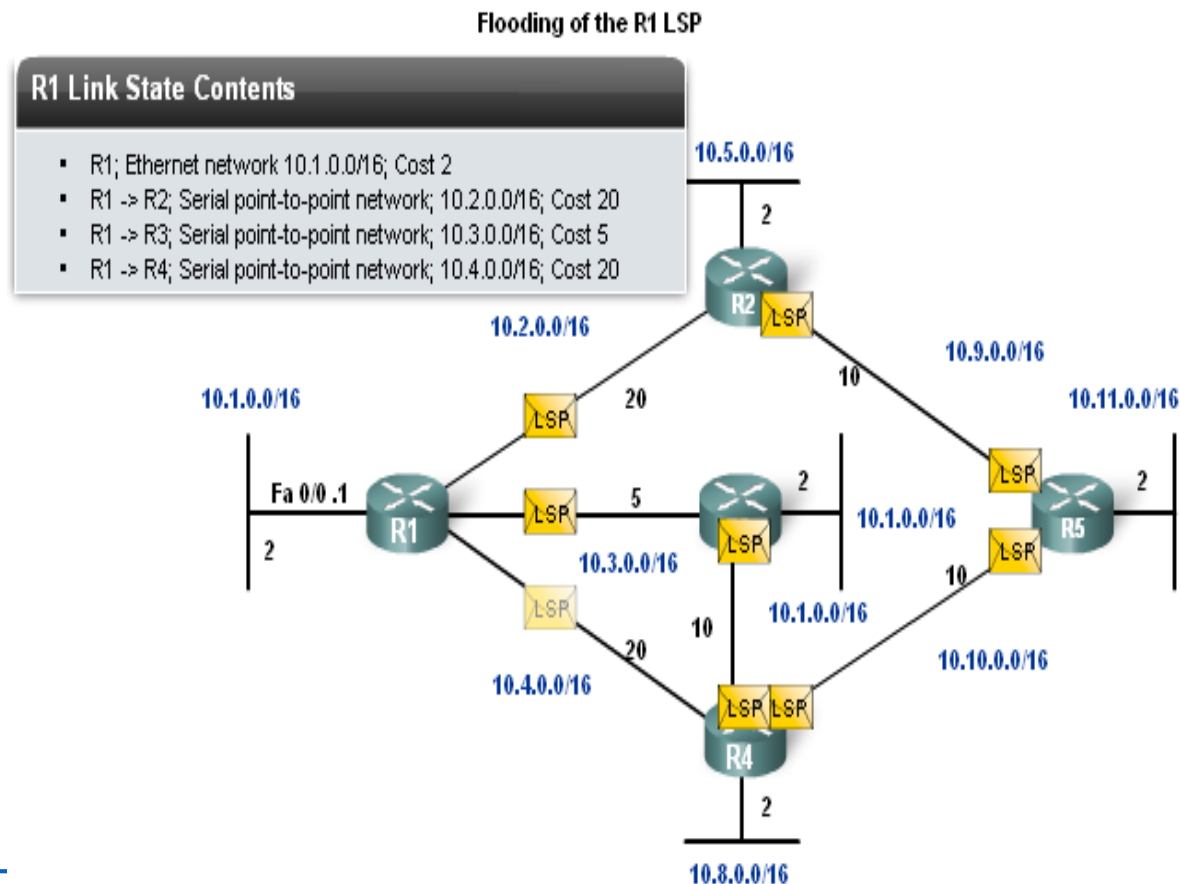 Flooding of the R1 LSP
R1 Link State Contents
▪ R1; Ethernet network 10.1.0.0/16; Cost 2
▪ R1 -> R2; Serial point-to-point network; 10.2.0.0/16; Cost 20
▪ R1 -> R3; Serial point-to-point network; 10.3.0.0/16; Cost 5
▪ R1 -> R4; Serial point-to-point network; 10.4.0.0/16; Cost 20
10.5.0.0/16
2
R2
LSP
10.2.0.0/16
10.9.0.0/16
10
10.1.0.0/16
20
10.11.0.0/16
LSP
Fa 0/0 .1
R1
2
LSP
5
2
10.1.0.0/16
LSP
R5
2
LSP
10.3.0.0/16
LSP
10
LSP
10.1.0.0/16
10
20
10.4.0.0/16
10.10.0.0/16
LSP
LSP
R4
2
10.8.0.0/16